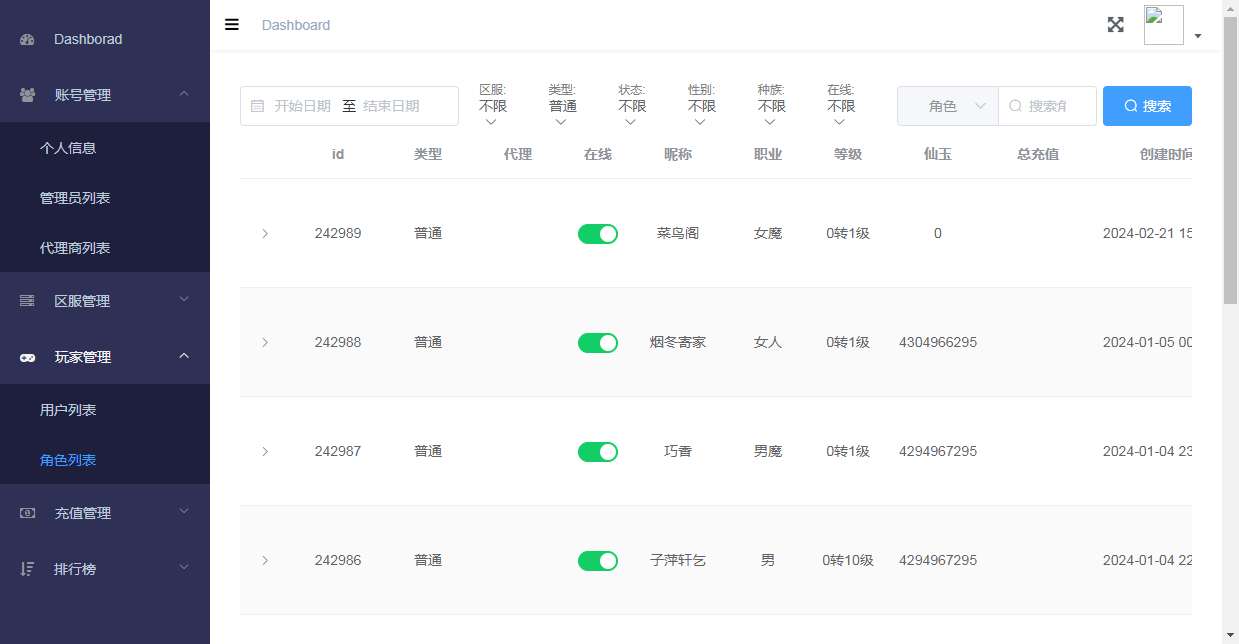 Dashborad
账号管理
个人信息
管理员列表
代理商列表
区服管理
玩家管理
用户列表
角色列表
充值管理
排行榜
Dashboard
开始日期 至 结束日期
区服: 类型: 状态: 性别: 种族: 在线:
不限 普通 不限 不限 不限 不限
角色 搜索角 搜索
id 类型 代理 在线 昵称 职业 等级 仙玉 总充值 创建时间
242989 普通 菜鸟阁 女魔 0转1级 0 2024-02-21 15
242988 普通 烟冬寄家 女人 0转1级 4304966295 2024-01-05 00
242987 普通 巧香 男魔 0转1级 4294967295 2024-01-04 23
242986 普通 子萍轩乞 男 0转10级 4294967295 2024-01-04 22